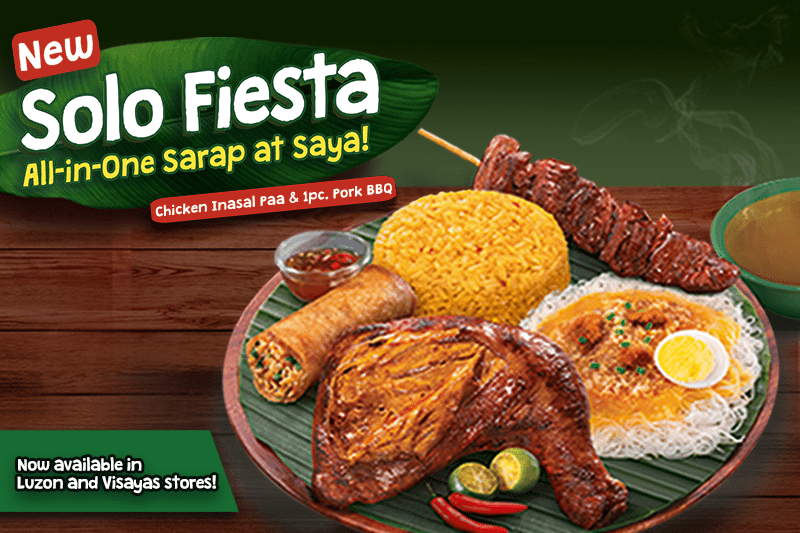 New
Solo Fiesta
All-in-One Sarap at Saya!
Chicken Inasal Paa & 1pc. Pork BBQ
Now available in
Luzon and Visayas stores!